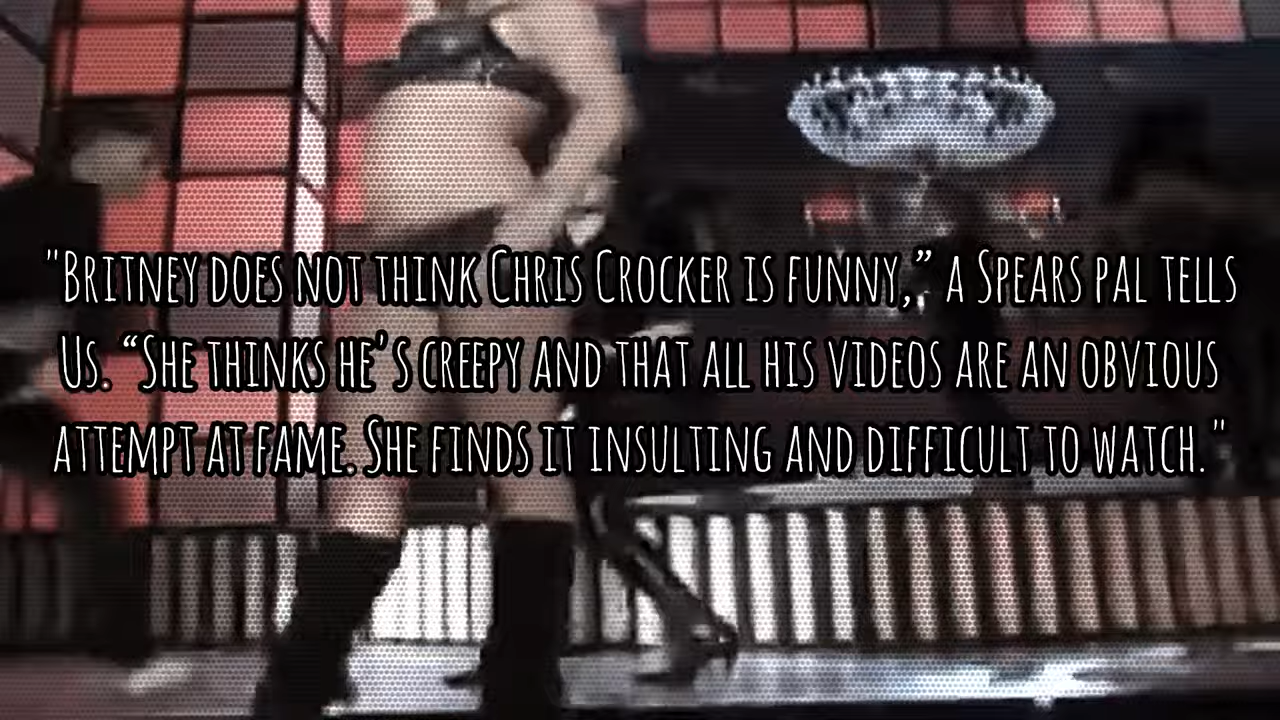 "Britney does not think Chris Crocker is funny,” a Spears pal tells
Us. “She thinks he’s creepy and that all his videos are an obvious
attempt at fame. She finds it insulting and difficult to watch."